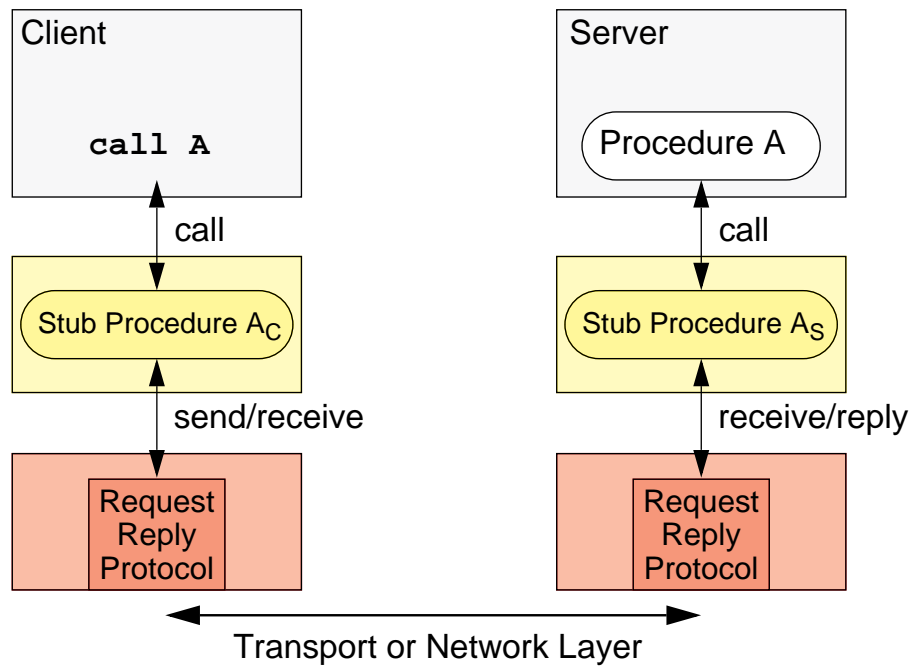 Client
call A
call
Stub Procedure AC
send/receive
Request
Reply
Protocol
Server
Procedure A
call
Stub Procedure AS
receive/reply
Request
Reply
Protocol
Transport or Network Layer